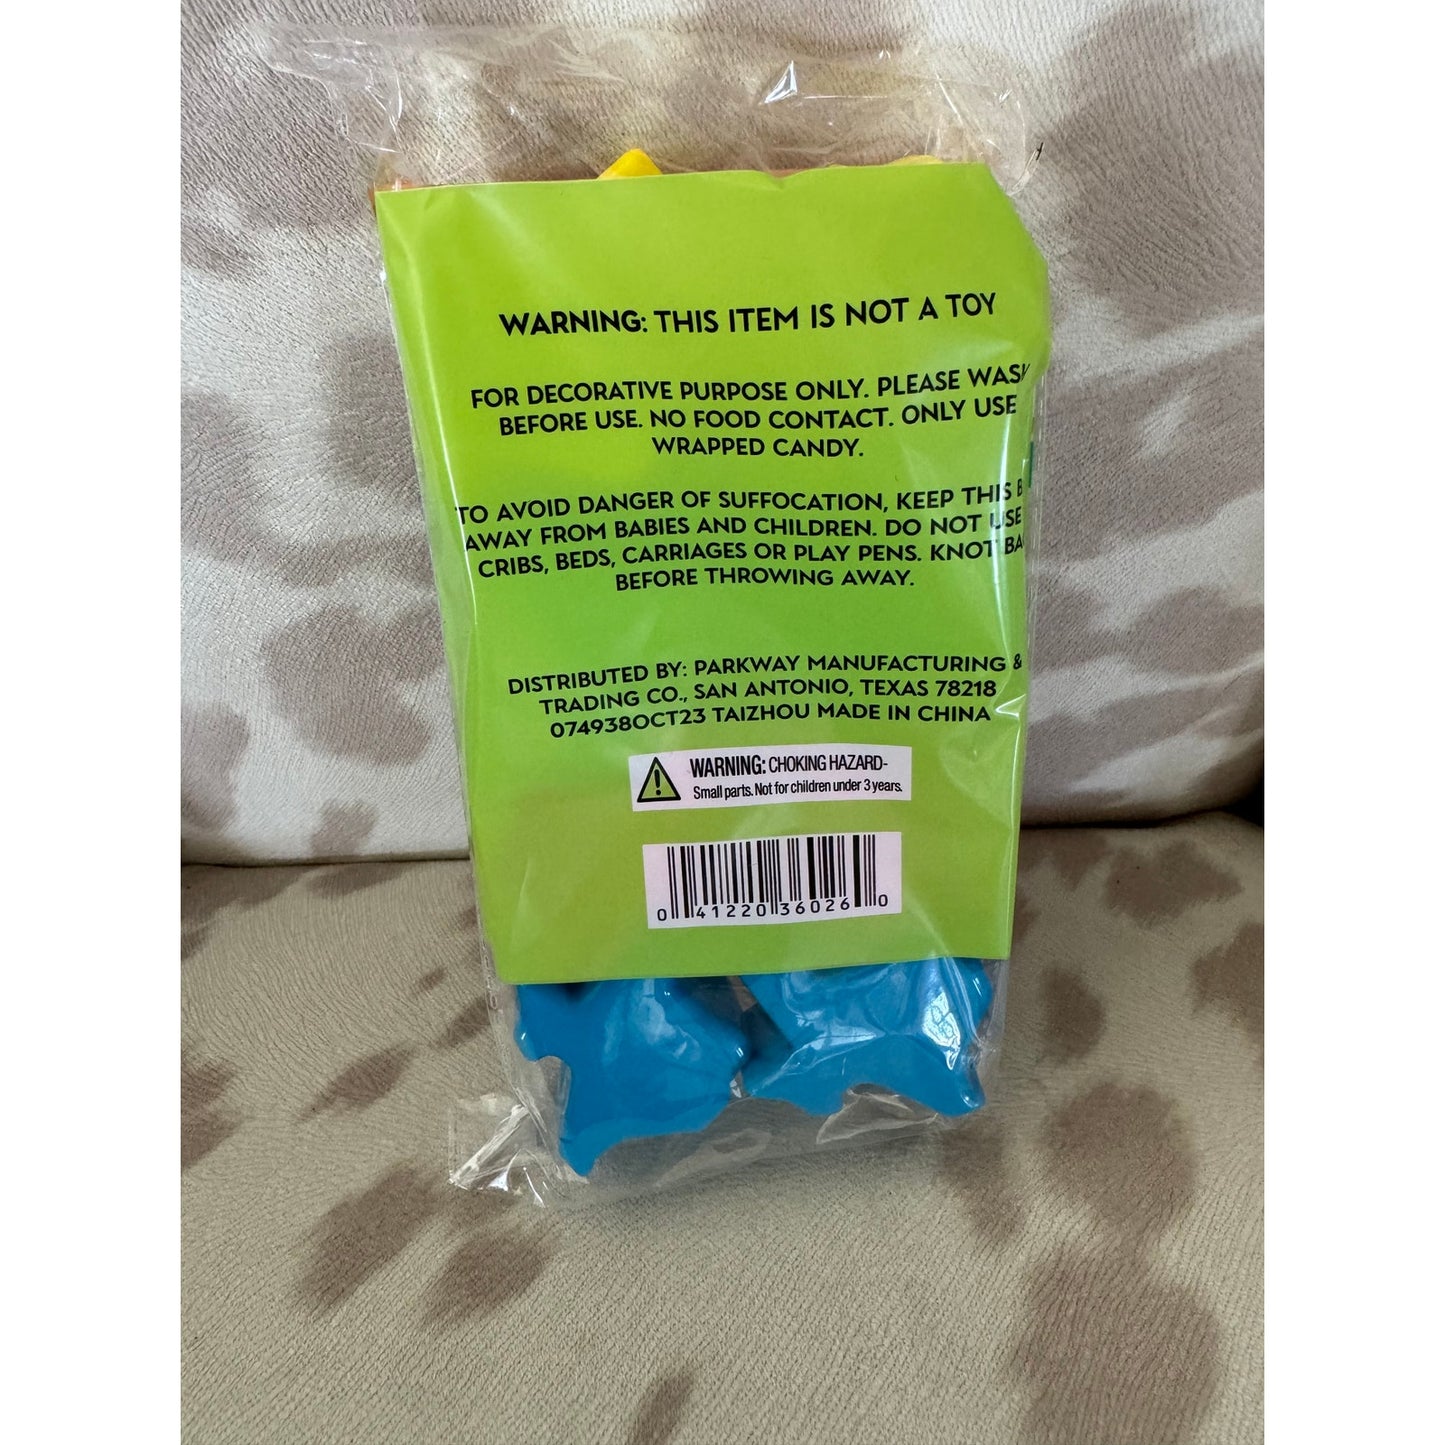 WARNING: THIS ITEM IS NOT A TOY
FOR DECORATIVE PURPOSE ONLY. PLEASE WASH
BEFORE USE. NO FOOD CONTACT. ONLY USE
WRAPPED CANDY.
TO AVOID DANGER OF SUFFOCATION, KEEP THIS
AWAY FROM BABIES AND CHILDREN. DO NOT USE
CRIBS, BEDS, CARRIAGES OR PLAY PENS. KNOT BAG
BEFORE THROWING AWAY.
DISTRIBUTED BY: PARKWAY MANUFACTURING &
TRADING CO., SAN ANTONIO, TEXAS 78218
074938OCT23 TAIZHOU MADE IN CHINA
WARNING: CHOKING HAZARD-
Small parts. Not for children under 3 years.
0 41220 36026 0